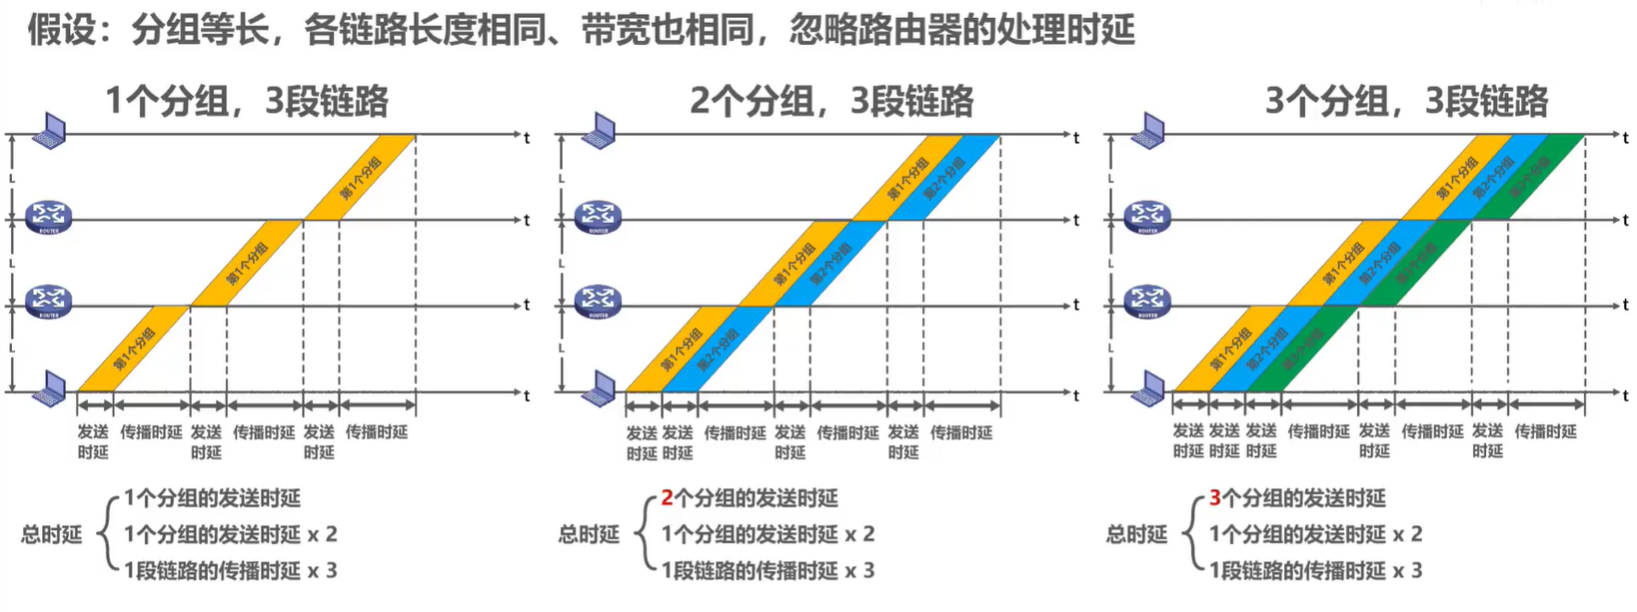 假设：分组等长，各链路长度相同、带宽也相同，忽略路由器的处理时延
1个分组，3段链路
t
L
第1个分组
t
ROUTER
L
第1个分组
t
ROUTER
L
第1个分组
t
发送时延
传播时延
发送时延
传播时延
发送时延
传播时延
总时延
1个分组的发送时延
1个分组的发送时延 x 2
1段链路的传播时延 x 3
2个分组，3段链路
t
L
第1个分组
第2个分组
t
ROUTER
L
第1个分组
第2个分组
t
ROUTER
L
第1个分组
第2个分组
t
发送时延
发送时延
传播时延
发送时延
传播时延
发送时延
传播时延
总时延
2个分组的发送时延
1个分组的发送时延 x 2
1段链路的传播时延 x 3
3个分组，3段链路
t
L
第1个分组
第2个分组
第3个分组
t
ROUTER
L
第1个分组
第2个分组
第3个分组
t
ROUTER
L
第1个分组
第2个分组
第3个分组
t
发送时延
发送时延
发送时延
传播时延
发送时延
传播时延
发送时延
传播时延
总时延
3个分组的发送时延
1个分组的发送时延 x 2
1段链路的传播时延 x 3